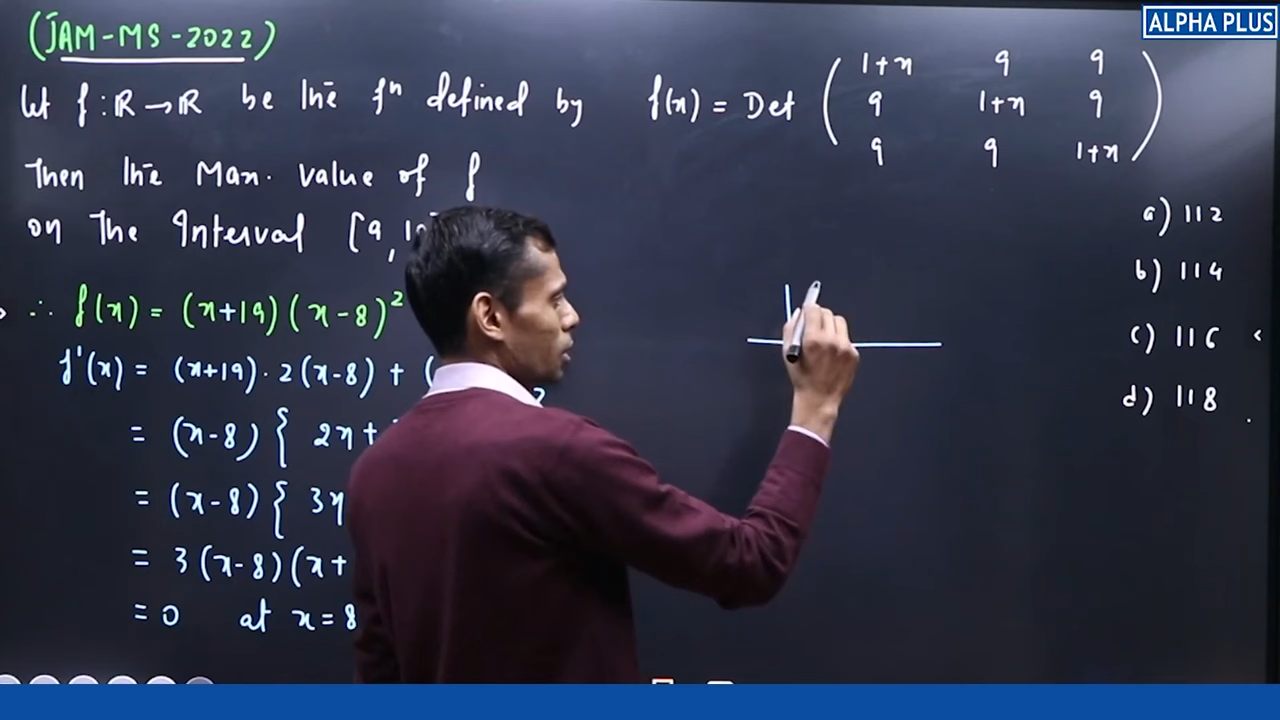 ALPHA PLUS
(JAM-MS-2022)
Let f : R → R be the fⁿ defined by f(x) = Det ( 1+x 9 9
9 1+x 9
9 9 1+x )
Then the Max. value of f
on the Interval [9, 10
a) 112
b) 114
c) 116
d) 118
∴ f(x) = (x+19)(x-8)²
f'(x) = (x+19)·2(x-8) + (
= (x-8) { 2x+
= (x-8) { 3x
= 3(x-8)(x+
= 0 at x=8